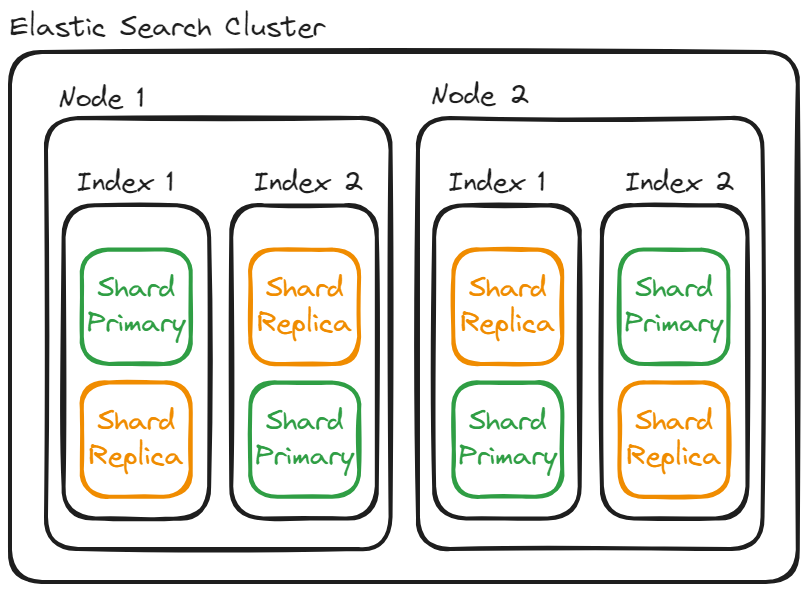 Elastic Search Cluster
Node 1
Node 2
Index 1
Index 2
Index 1
Index 2
Shard
Primary
Shard
Replica
Shard
Replica
Shard
Primary
Shard
Replica
Shard
Primary
Shard
Primary
Shard
Replica